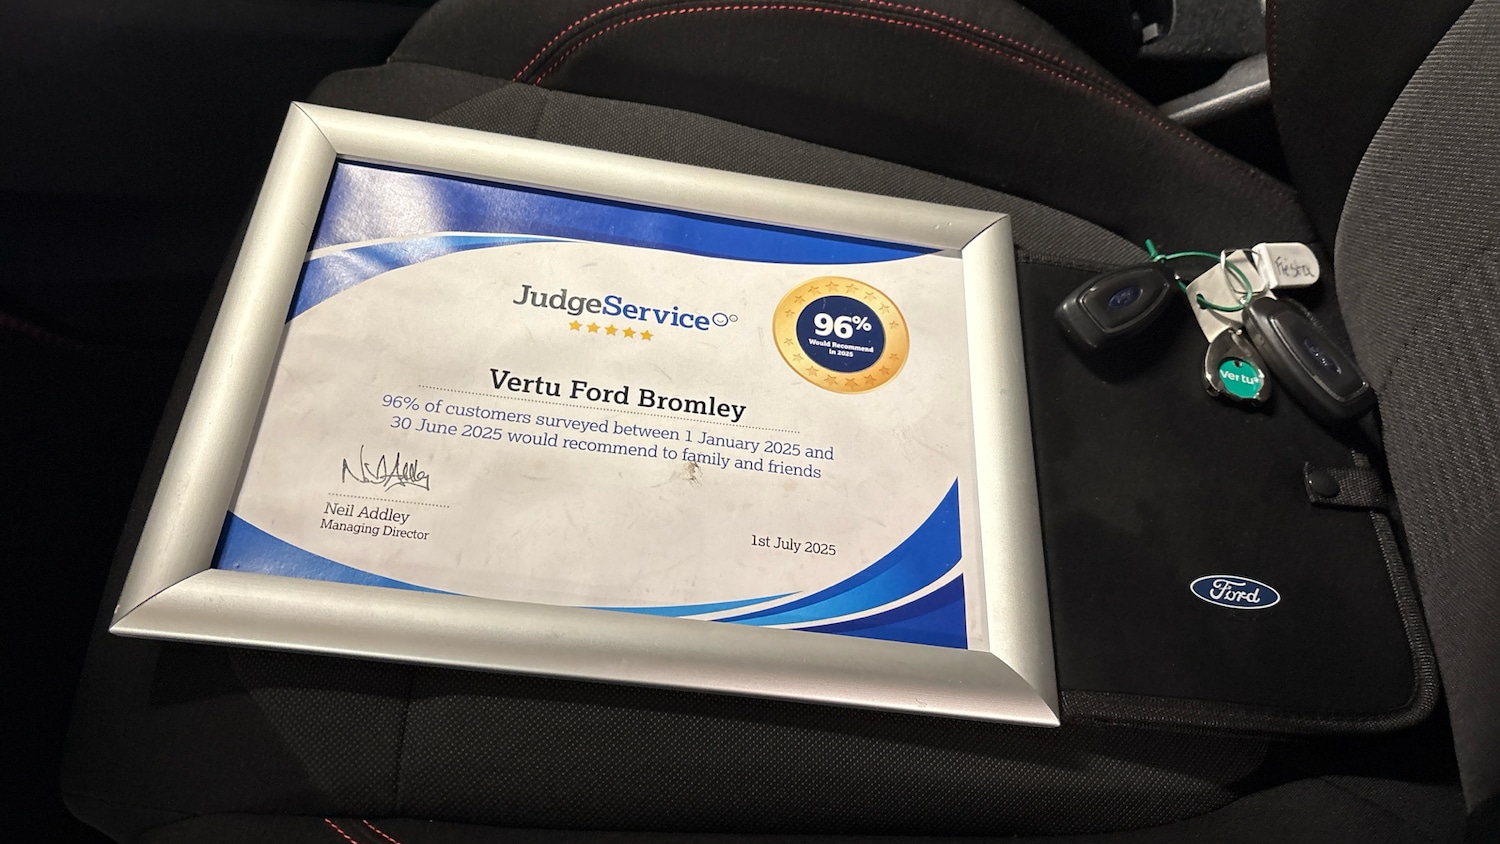 JudgeService
96%
Would Recommend
in 2025
Vertu Ford Bromley
96% of customers surveyed between 1 January 2025 and
30 June 2025 would recommend to family and friends
Neil Addley
Managing Director
1st July 2025
Fiesta
Vertu
Ford